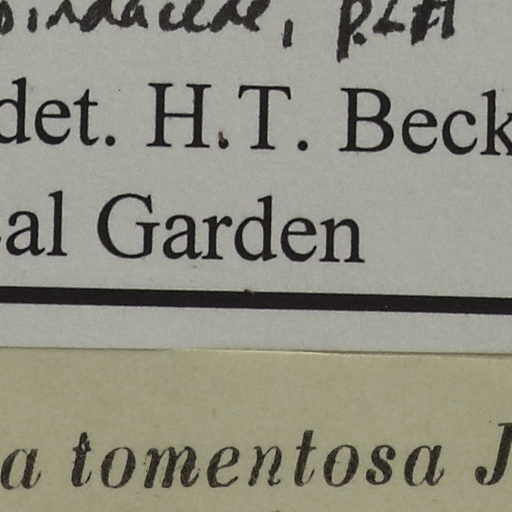 det. H.T. Beck
al Garden
a tomentosa J